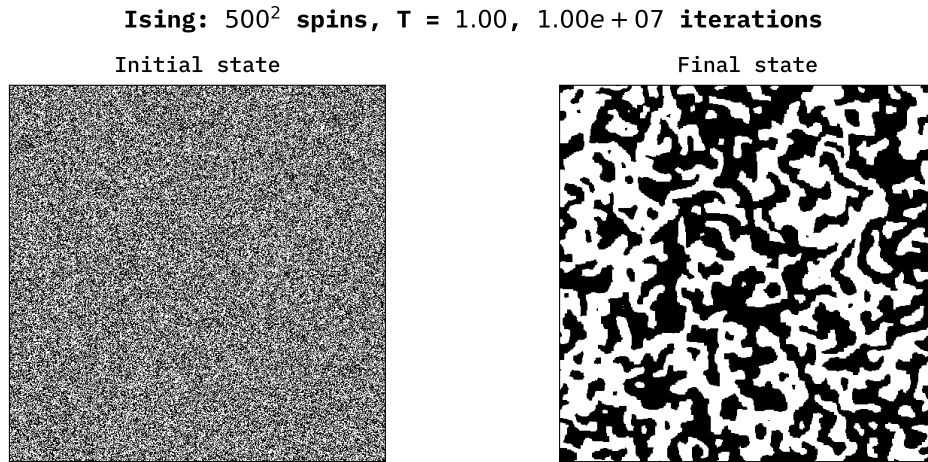 Ising: 500² spins, T = 1.00, 1.00e + 07 iterations
Initial state
Final state